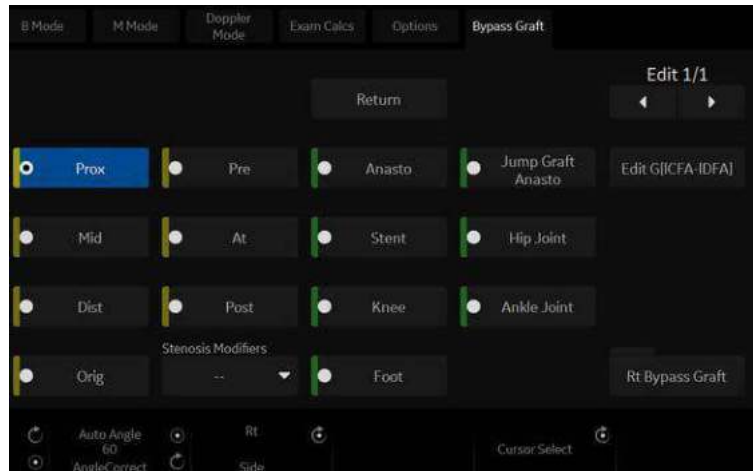 B Mode
M Mode
Doppler
Mode
Exam Calcs
Options
Bypass Graft
Edit 1/1
Return
Prox
Pre
Anasto
Jump Graft
Anasto
Edit G[lCFA-lDFA]
Mid
At
Stent
Hip Joint
Dist
Post
Knee
Ankle Joint
Stenosis Modifiers
Orig
--
Foot
Rt Bypass Graft
Auto Angle
60
AngleCorrect
Rt
Side
Cursor Select